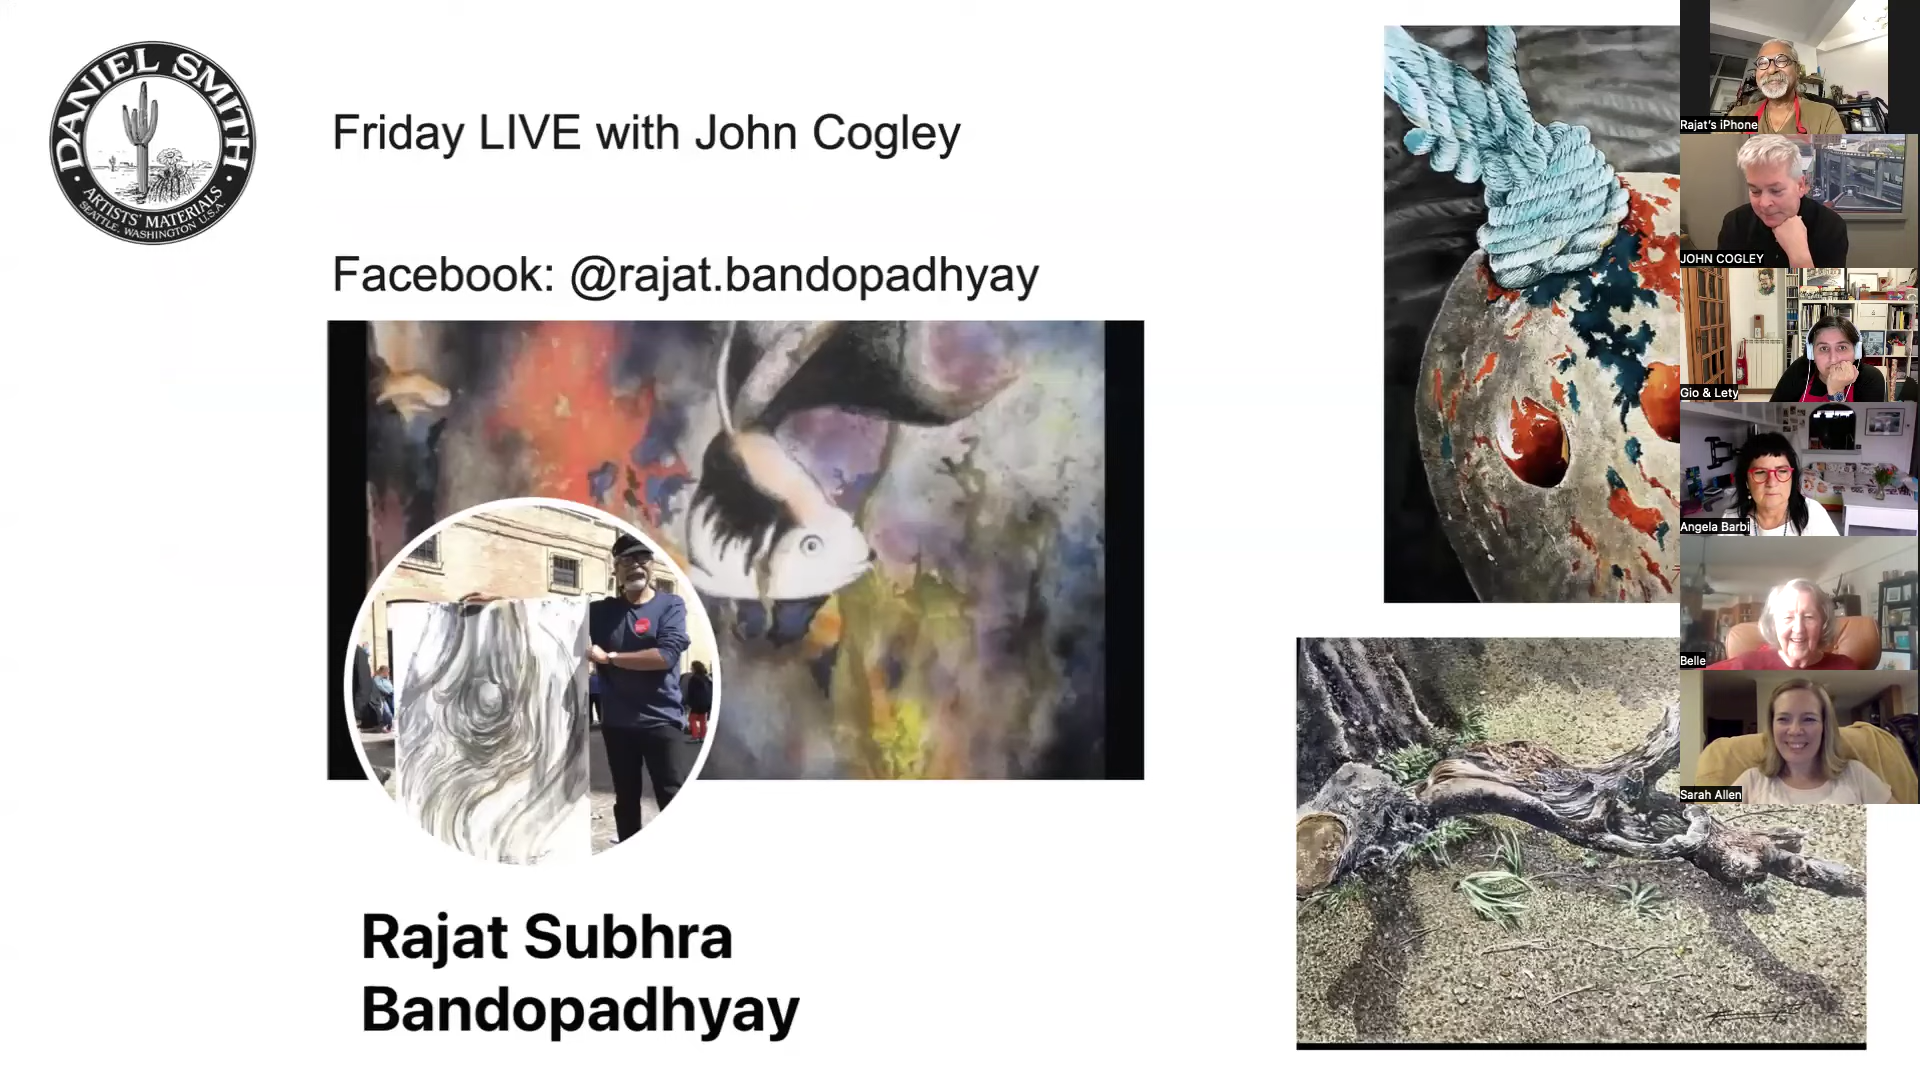 DANIEL SMITH
ARTISTS' MATERIALS
SEATTLE, WASHINGTON U.S.A.
Friday LIVE with John Cogley
Facebook: @rajat.bandopadhyay
Rajat Subhra
Bandopadhyay
Rajat's iPhone
JOHN COGLEY
Gio & Lety
Angela Barbi
Belle
Sarah Allen